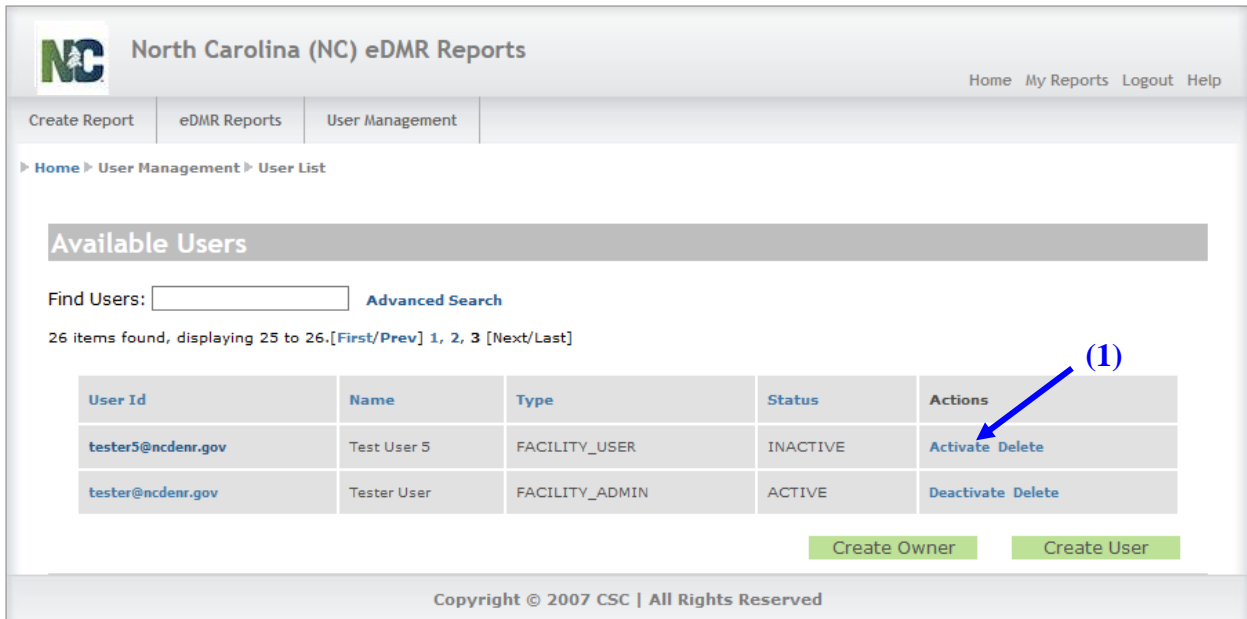 NC North Carolina (NC) eDMR Reports
Home My Reports Logout Help
Create Report eDMR Reports User Management
Home User Management User List
Available Users
Find Users: Advanced Search
26 items found, displaying 25 to 26.[First/Prev] 1, 2, 3 [Next/Last]
(1)
User Id Name Type Status Actions
tester5@ncdenr.gov Test User 5 FACILITY_USER INACTIVE Activate Delete
tester@ncdenr.gov Tester User FACILITY_ADMIN ACTIVE Deactivate Delete
Create Owner Create User
Copyright © 2007 CSC | All Rights Reserved